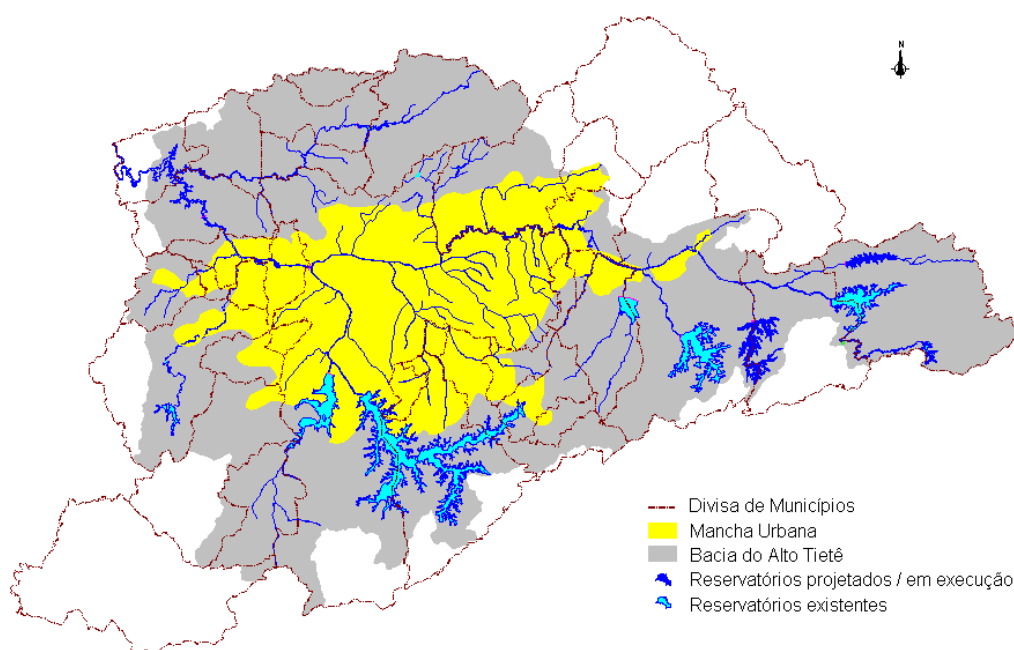 N
Divisa de Municípios
Mancha Urbana
Bacia do Alto Tietê
Reservatórios projetados / em execução
Reservatórios existentes